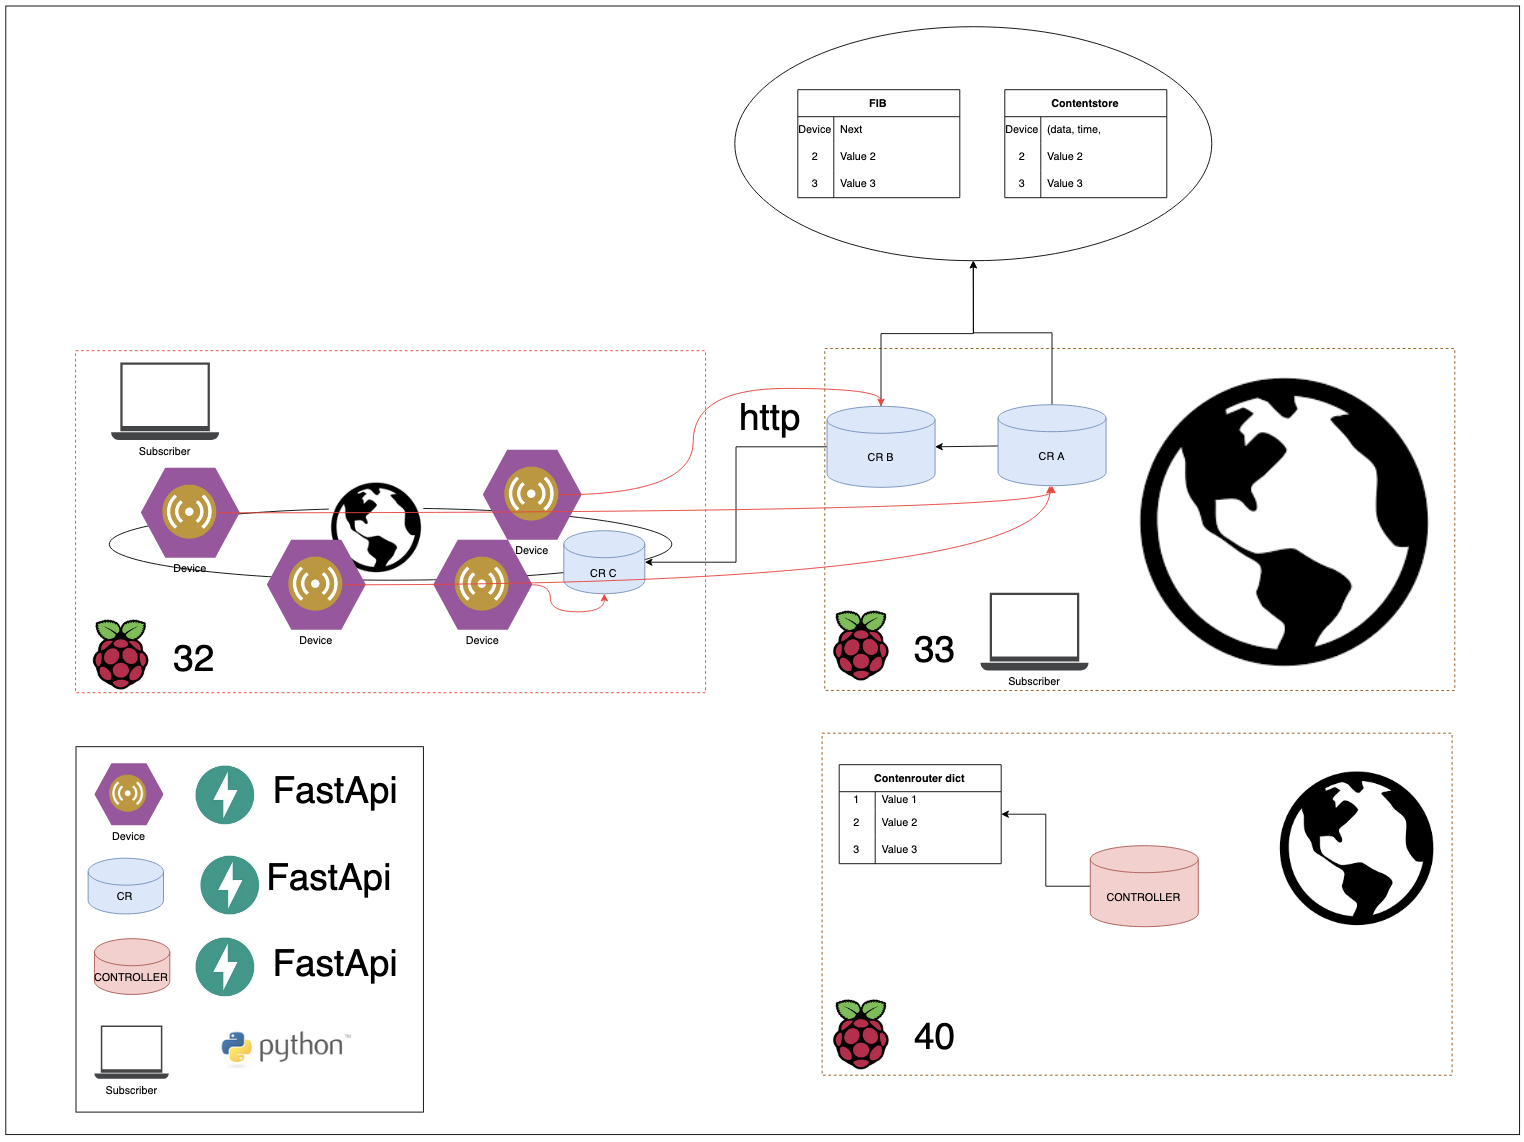 FIB
Device Next
2 Value 2
3 Value 3
Contentstore
Device (data, time,
2 Value 2
3 Value 3
Subscriber
Device
Device
Device
Device
CR C
32
http
CR B
CR A
33
Subscriber
Device
FastApi
CR
FastApi
CONTROLLER
FastApi
Subscriber
python™
Contenrouter dict
1 Value 1
2 Value 2
3 Value 3
CONTROLLER
40